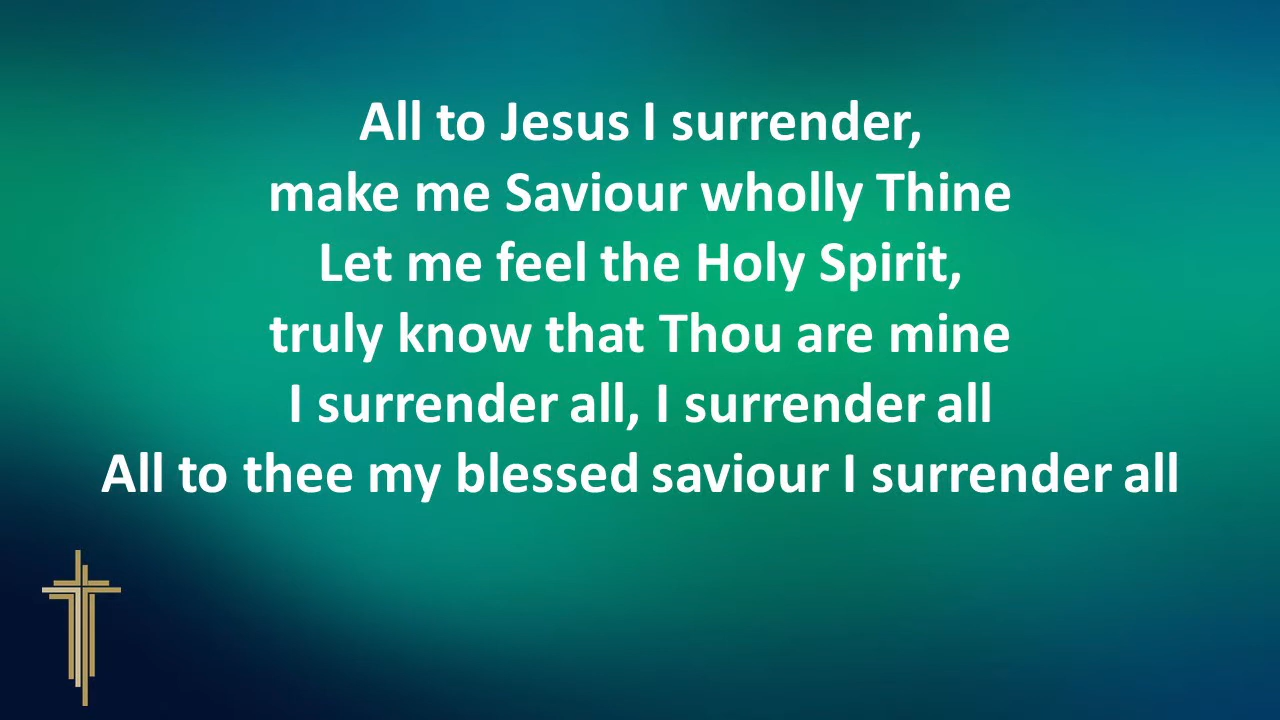 All to Jesus I surrender,
make me Saviour wholly Thine
Let me feel the Holy Spirit,
truly know that Thou are mine
I surrender all, I surrender all
All to thee my blessed saviour I surrender all